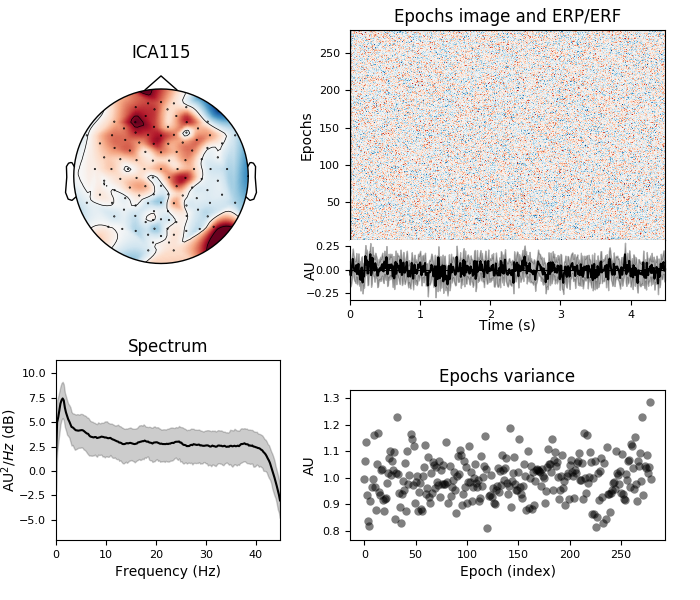 ICA115
Epochs image and ERP/ERF
Epochs
250
200
150
100
50
AU
0.25
0.00
−0.25
0 1 2 3 4
Time (s)
Spectrum
AU²/Hz (dB)
10.0
7.5
5.0
2.5
0.0
−2.5
−5.0
0 10 20 30 40
Frequency (Hz)
Epochs variance
AU
1.3
1.2
1.1
1.0
0.9
0.8
0 50 100 150 200 250
Epoch (index)